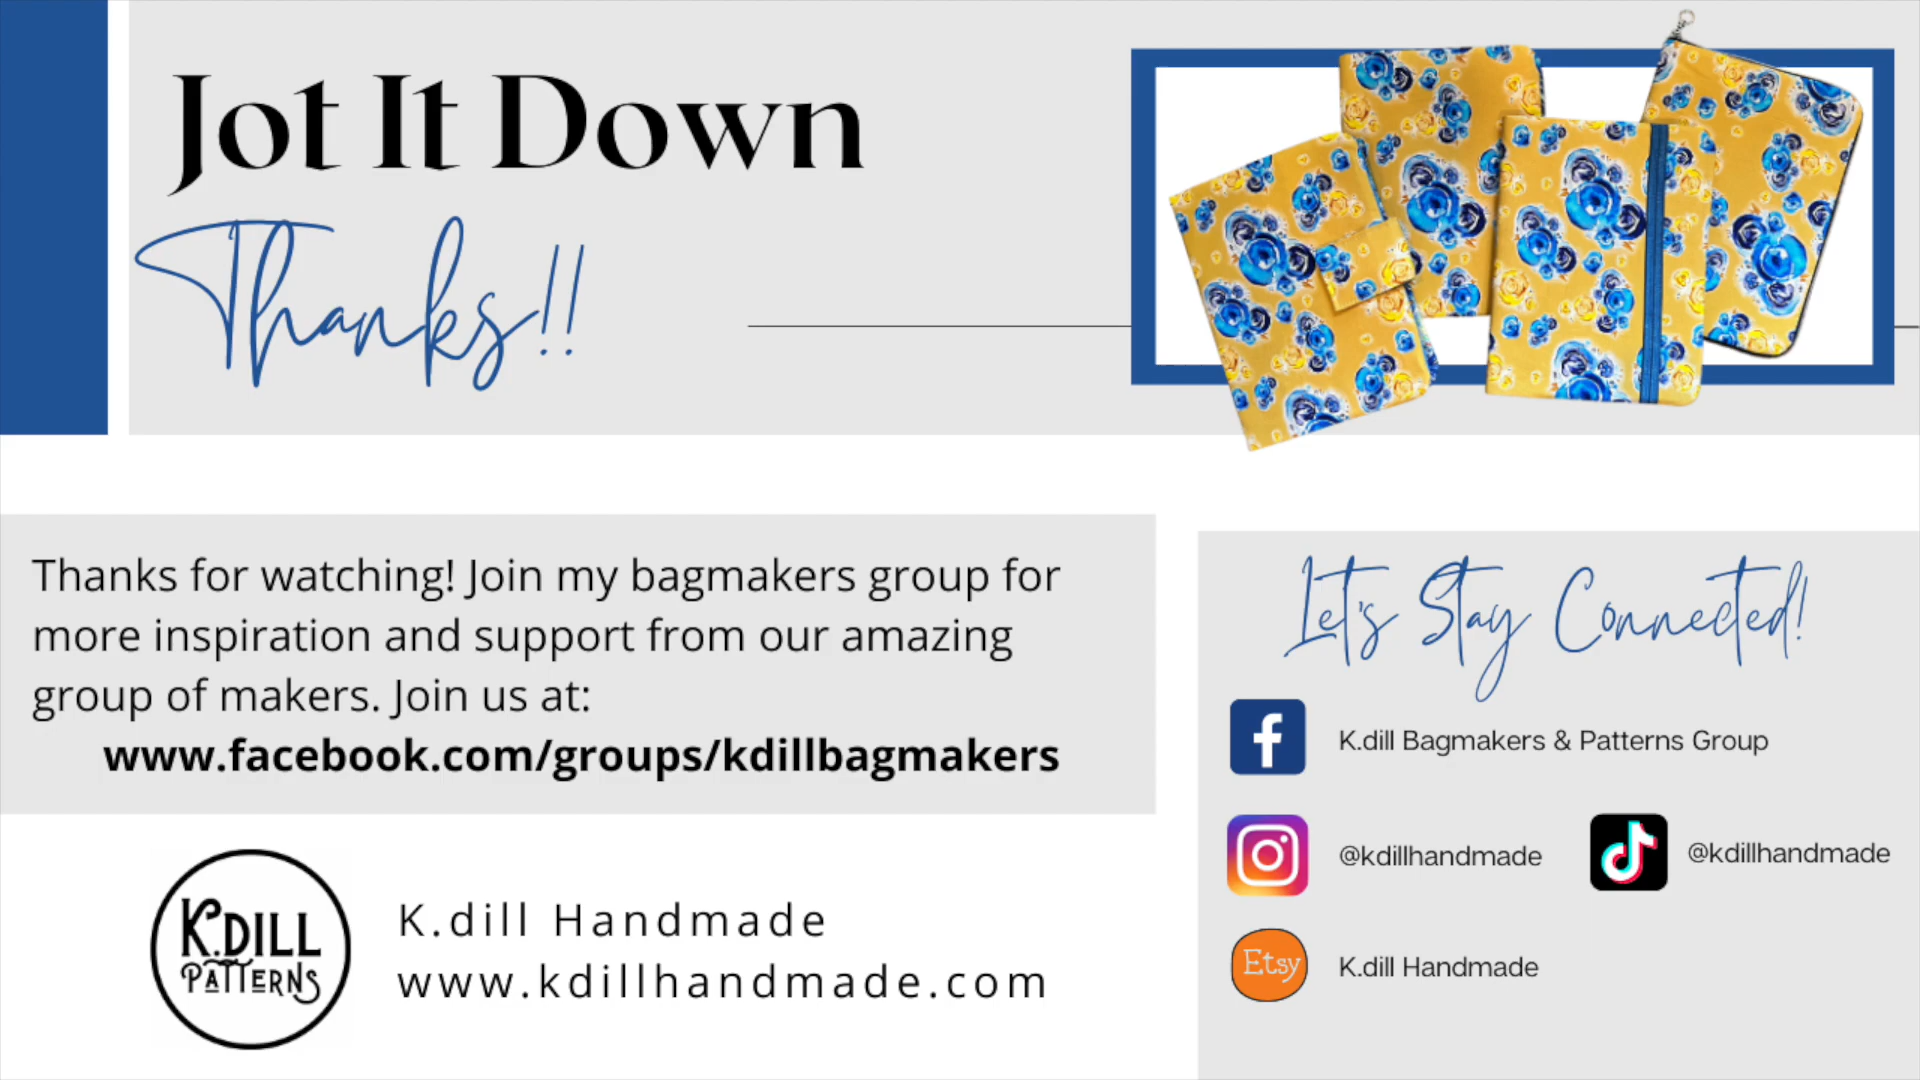 Jot It Down
Thanks!!
Thanks for watching! Join my bagmakers group for
more inspiration and support from our amazing
group of makers. Join us at:
www.facebook.com/groups/kdillbagmakers
K.DILL
PATTERNS
K.dill Handmade
www.kdillhandmade.com
Let's Stay Connected!
K.dill Bagmakers & Patterns Group
@kdillhandmade
@kdillhandmade
Etsy
K.dill Handmade